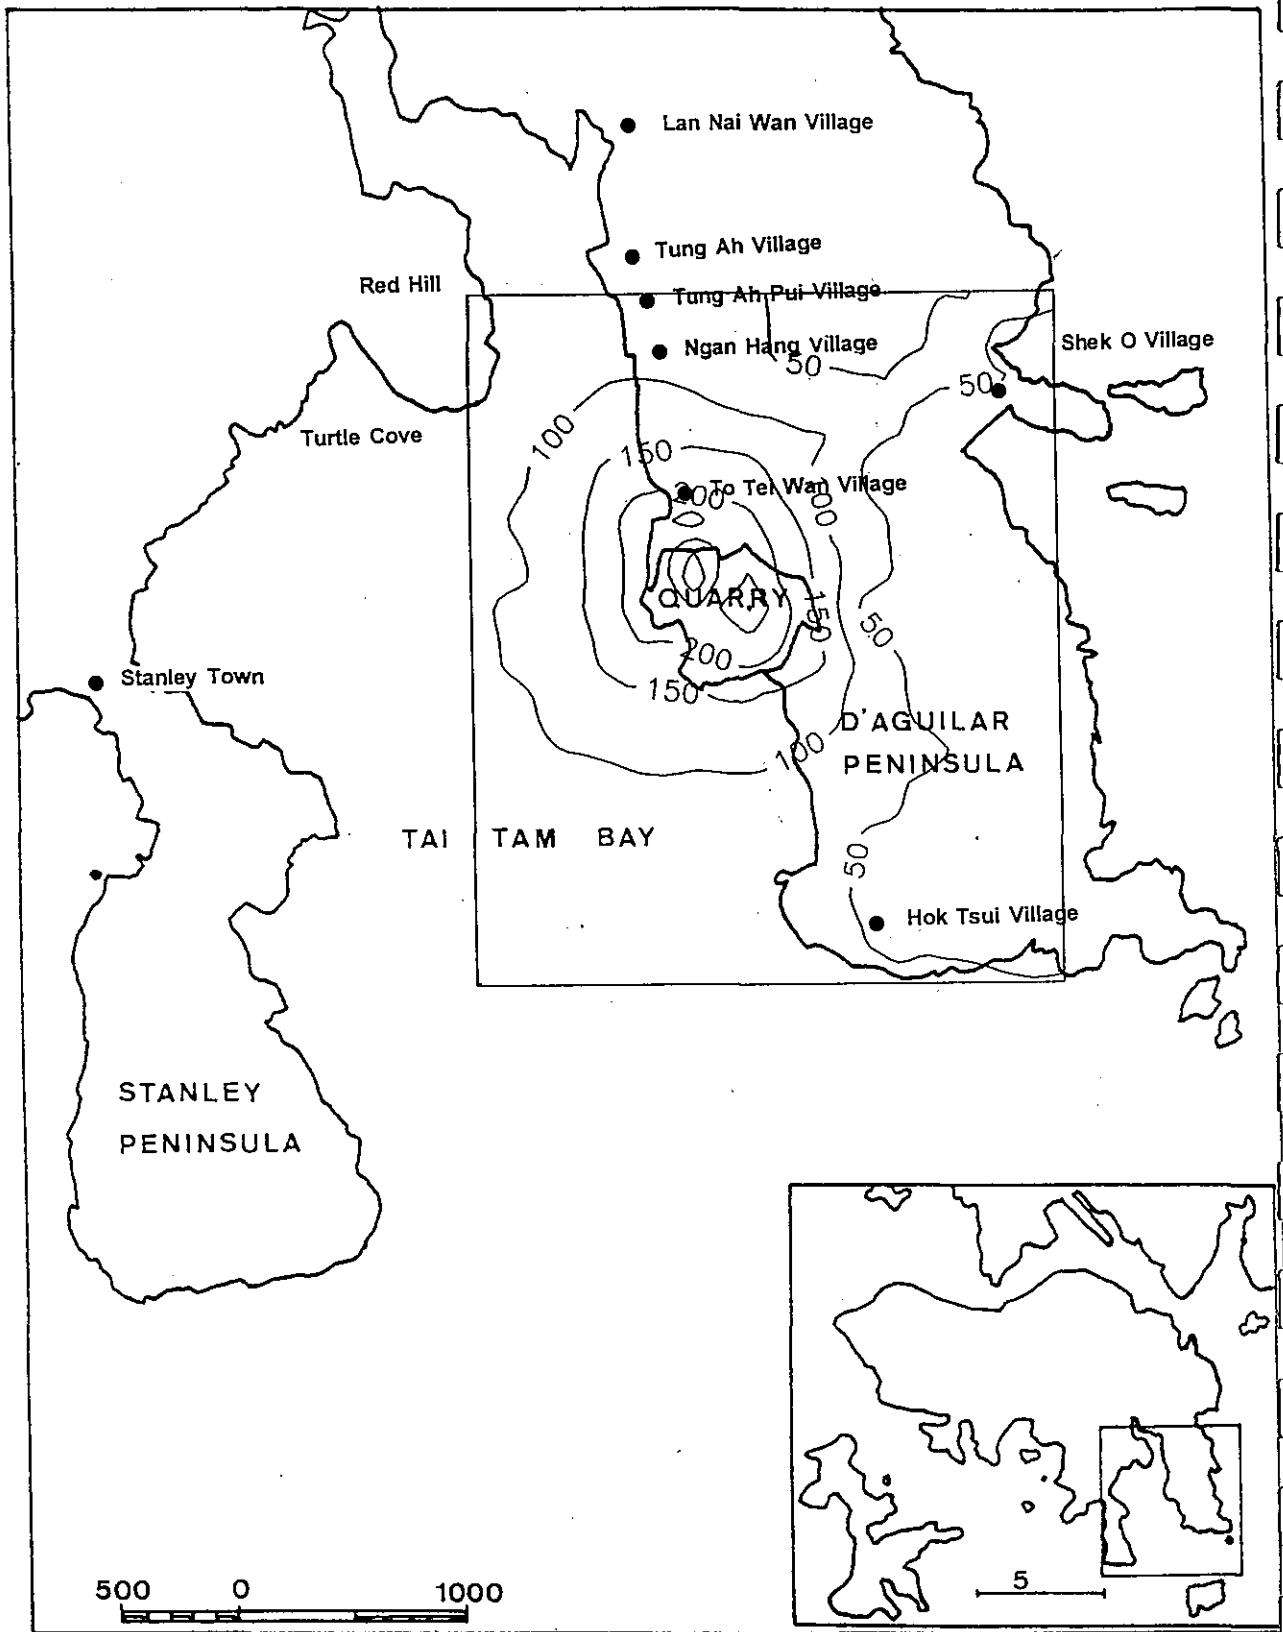 Lan Nai Wan Village
Tung Ah Village
Red Hill
Tung Ah Pui Village
Shek O Village
Ngan Hang Village
50
50
100
Turtle Cove
150
To Tei Wan Village
200
00
QUARRY
150
50
200
Stanley Town
150
D'AGUILAR
100
PENINSULA
TAI TAM BAY
50
Hok Tsui Village
STANLEY
PENINSULA
500 0 1000
5